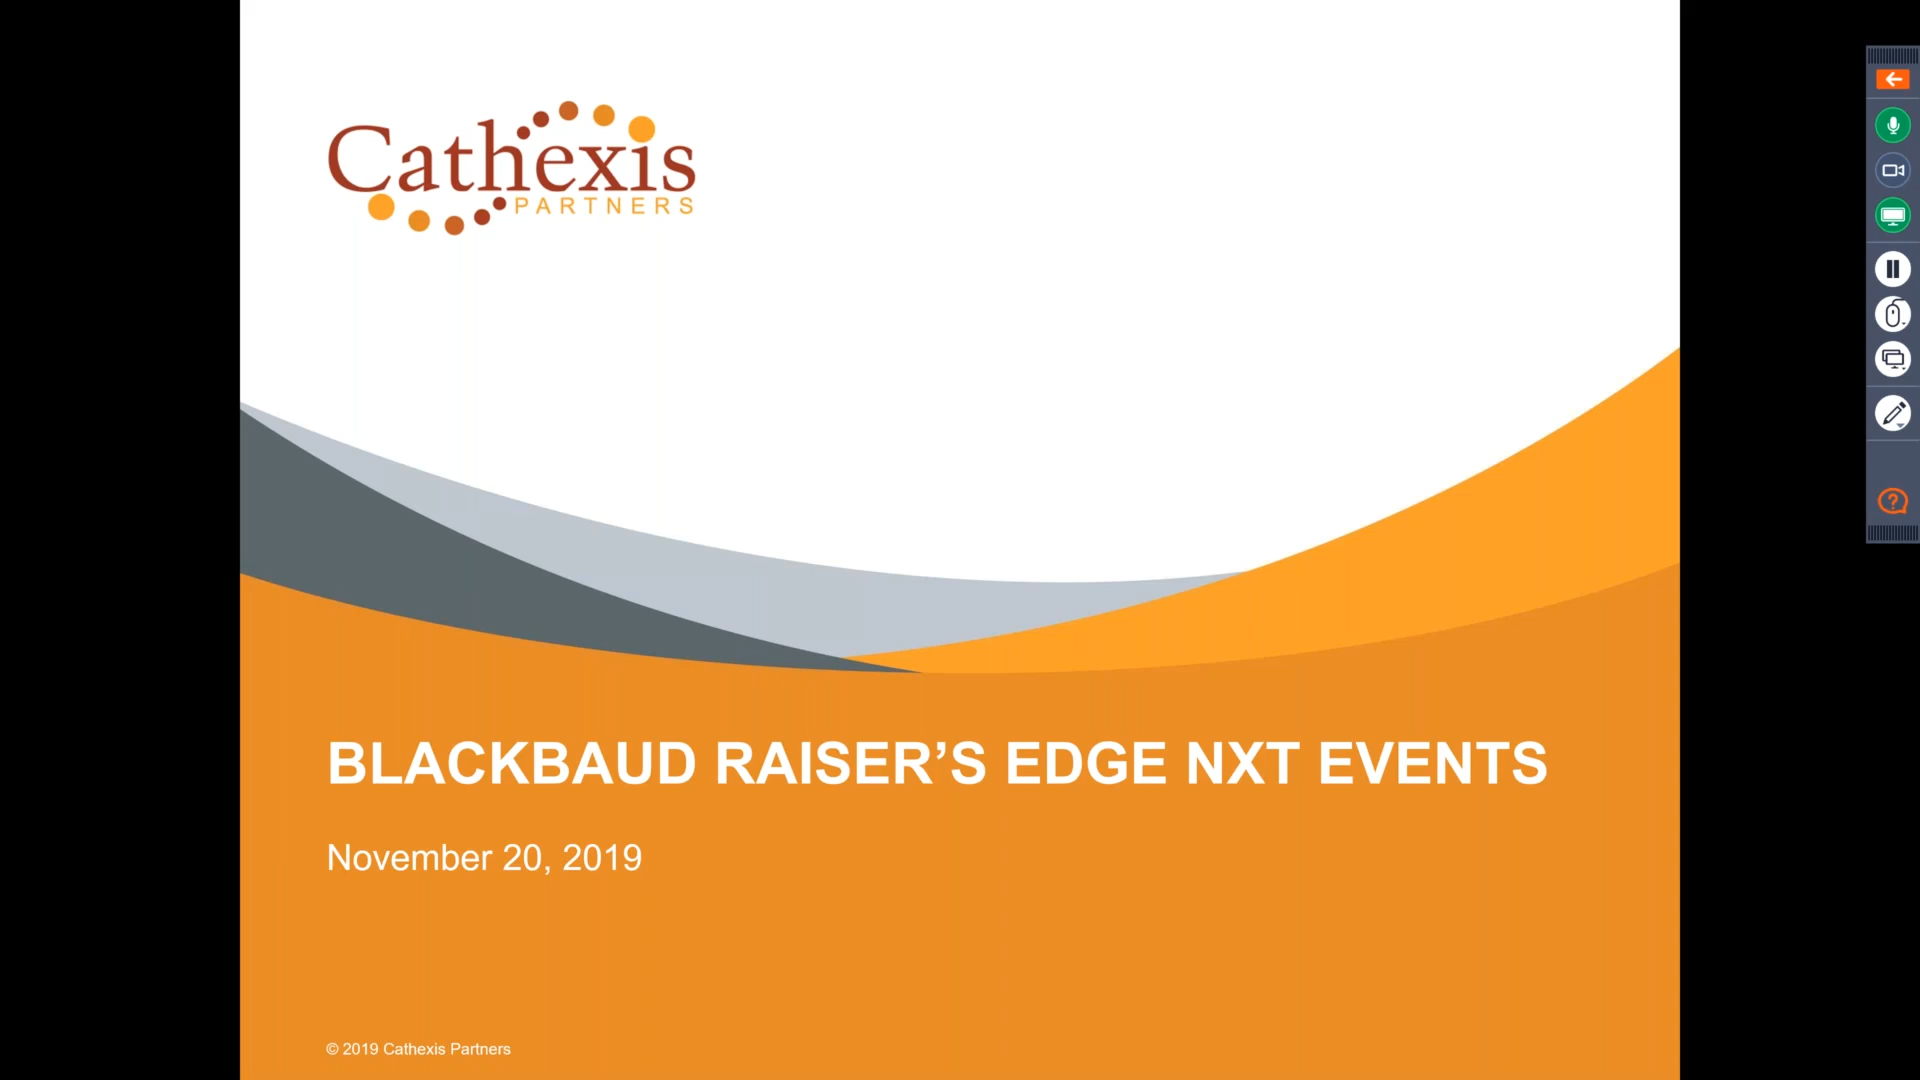 Cathexis
PARTNERS
BLACKBAUD RAISER’S EDGE NXT EVENTS
November 20, 2019
© 2019 Cathexis Partners